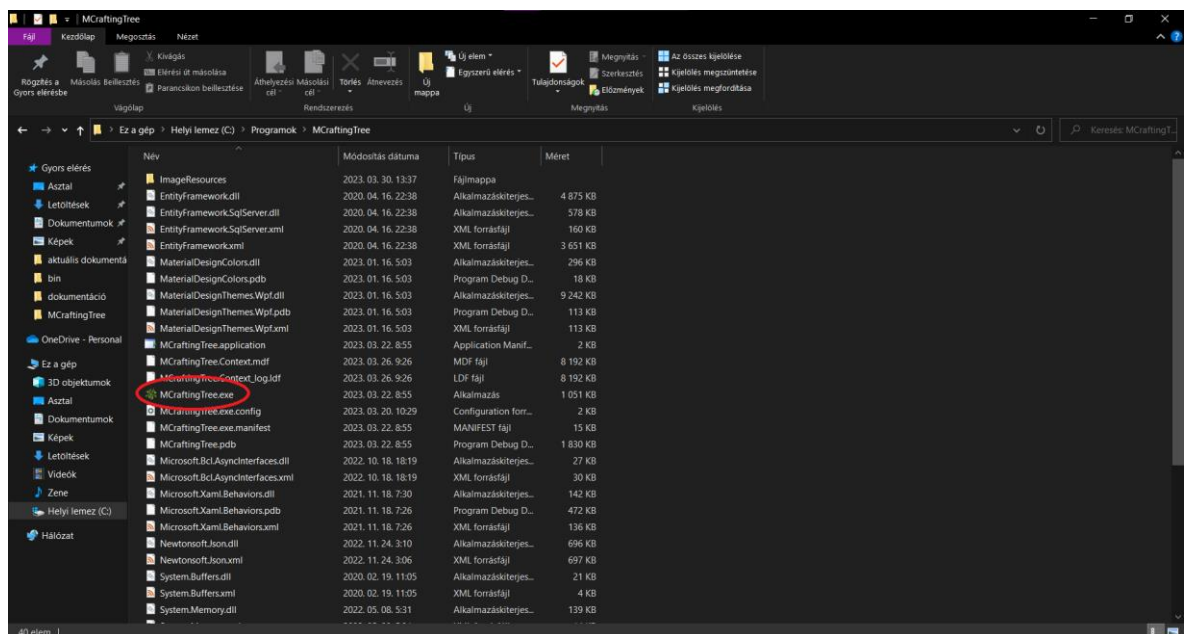 MCraftingTree
Fájl Kezdőlap Megosztás Nézet
Rögzítés a Gyors elérésbe
Másolás
Beillesztés
Kivágás
Elérési út másolása
Parancsikon beillesztése
Áthelyezési cél
Másolási cél
Törlés
Átnevezés
Új mappa
Új elem
Egyszerű elérés
Tulajdonságok
Megnyitás
Szerkesztés
Előzmények
Az összes kijelölése
Kijelölés megszüntetése
Kijelölés megfordítása
Vágólap Rendszerezés Új Megnyitás Kijelölés
Ez a gép > Helyi lemez (C:) > Programok > MCraftingTree
Keresés: MCraftingT...
Gyors elérés
Asztal
Letöltések
Dokumentumok
Képek
aktuális dokumentá
bin
dokumentáció
MCraftingTree
OneDrive - Personal
Ez a gép
3D objektumok
Asztal
Dokumentumok
Képek
Letöltések
Videók
Zene
Helyi lemez (C:)
Hálózat
Név Módosítás dátuma Típus Méret
ImageResources 2023. 03. 30. 13:37 Fájlmappa
EntityFramework.dll 2020. 04. 16. 22:38 Alkalmazáskiterjes... 4 875 KB
EntityFramework.SqlServer.dll 2020. 04. 16. 22:38 Alkalmazáskiterjes... 578 KB
EntityFramework.SqlServer.xml 2020. 04. 16. 22:38 XML forrásfájl 160 KB
EntityFramework.xml 2020. 04. 16. 22:38 XML forrásfájl 3 651 KB
MaterialDesignColors.dll 2023. 01. 16. 5:03 Alkalmazáskiterjes... 296 KB
MaterialDesignColors.pdb 2023. 01. 16. 5:03 Program Debug D... 18 KB
MaterialDesignThemes.Wpf.dll 2023. 01. 16. 5:03 Alkalmazáskiterjes... 9 242 KB
MaterialDesignThemes.Wpf.pdb 2023. 01. 16. 5:03 Program Debug D... 113 KB
MaterialDesignThemes.Wpf.xml 2023. 01. 16. 5:03 XML forrásfájl 113 KB
MCraftingTree.application 2023. 03. 22. 8:55 Application Manif... 2 KB
MCraftingTree.Context.mdf 2023. 03. 26. 9:26 MDF fájl 8 192 KB
MCraftingTree.Context_log.ldf 2023. 03. 26. 9:26 LDF fájl 8 192 KB
MCraftingTree.exe 2023. 03. 22. 8:55 Alkalmazás 1 051 KB
MCraftingTree.exe.config 2023. 03. 20. 10:29 Configuration forr... 2 KB
MCraftingTree.exe.manifest 2023. 03. 22. 8:55 MANIFEST fájl 15 KB
MCraftingTree.pdb 2023. 03. 22. 8:55 Program Debug D... 1 830 KB
Microsoft.Bcl.AsyncInterfaces.dll 2022. 10. 18. 18:19 Alkalmazáskiterjes... 27 KB
Microsoft.Bcl.AsyncInterfaces.xml 2022. 10. 18. 18:19 XML forrásfájl 30 KB
Microsoft.Xaml.Behaviors.dll 2021. 11. 18. 7:30 Alkalmazáskiterjes... 142 KB
Microsoft.Xaml.Behaviors.pdb 2021. 11. 18. 7:26 Program Debug D... 472 KB
Microsoft.Xaml.Behaviors.xml 2021. 11. 18. 7:26 XML forrásfájl 136 KB
Newtonsoft.Json.dll 2022. 11. 24. 3:10 Alkalmazáskiterjes... 696 KB
Newtonsoft.Json.xml 2022. 11. 24. 3:06 XML forrásfájl 697 KB
System.Buffers.dll 2020. 02. 19. 11:05 Alkalmazáskiterjes... 21 KB
System.Buffers.xml 2020. 02. 19. 11:05 XML forrásfájl 4 KB
System.Memory.dll 2022. 05. 08. 5:31 Alkalmazáskiterjes... 139 KB
40 elem